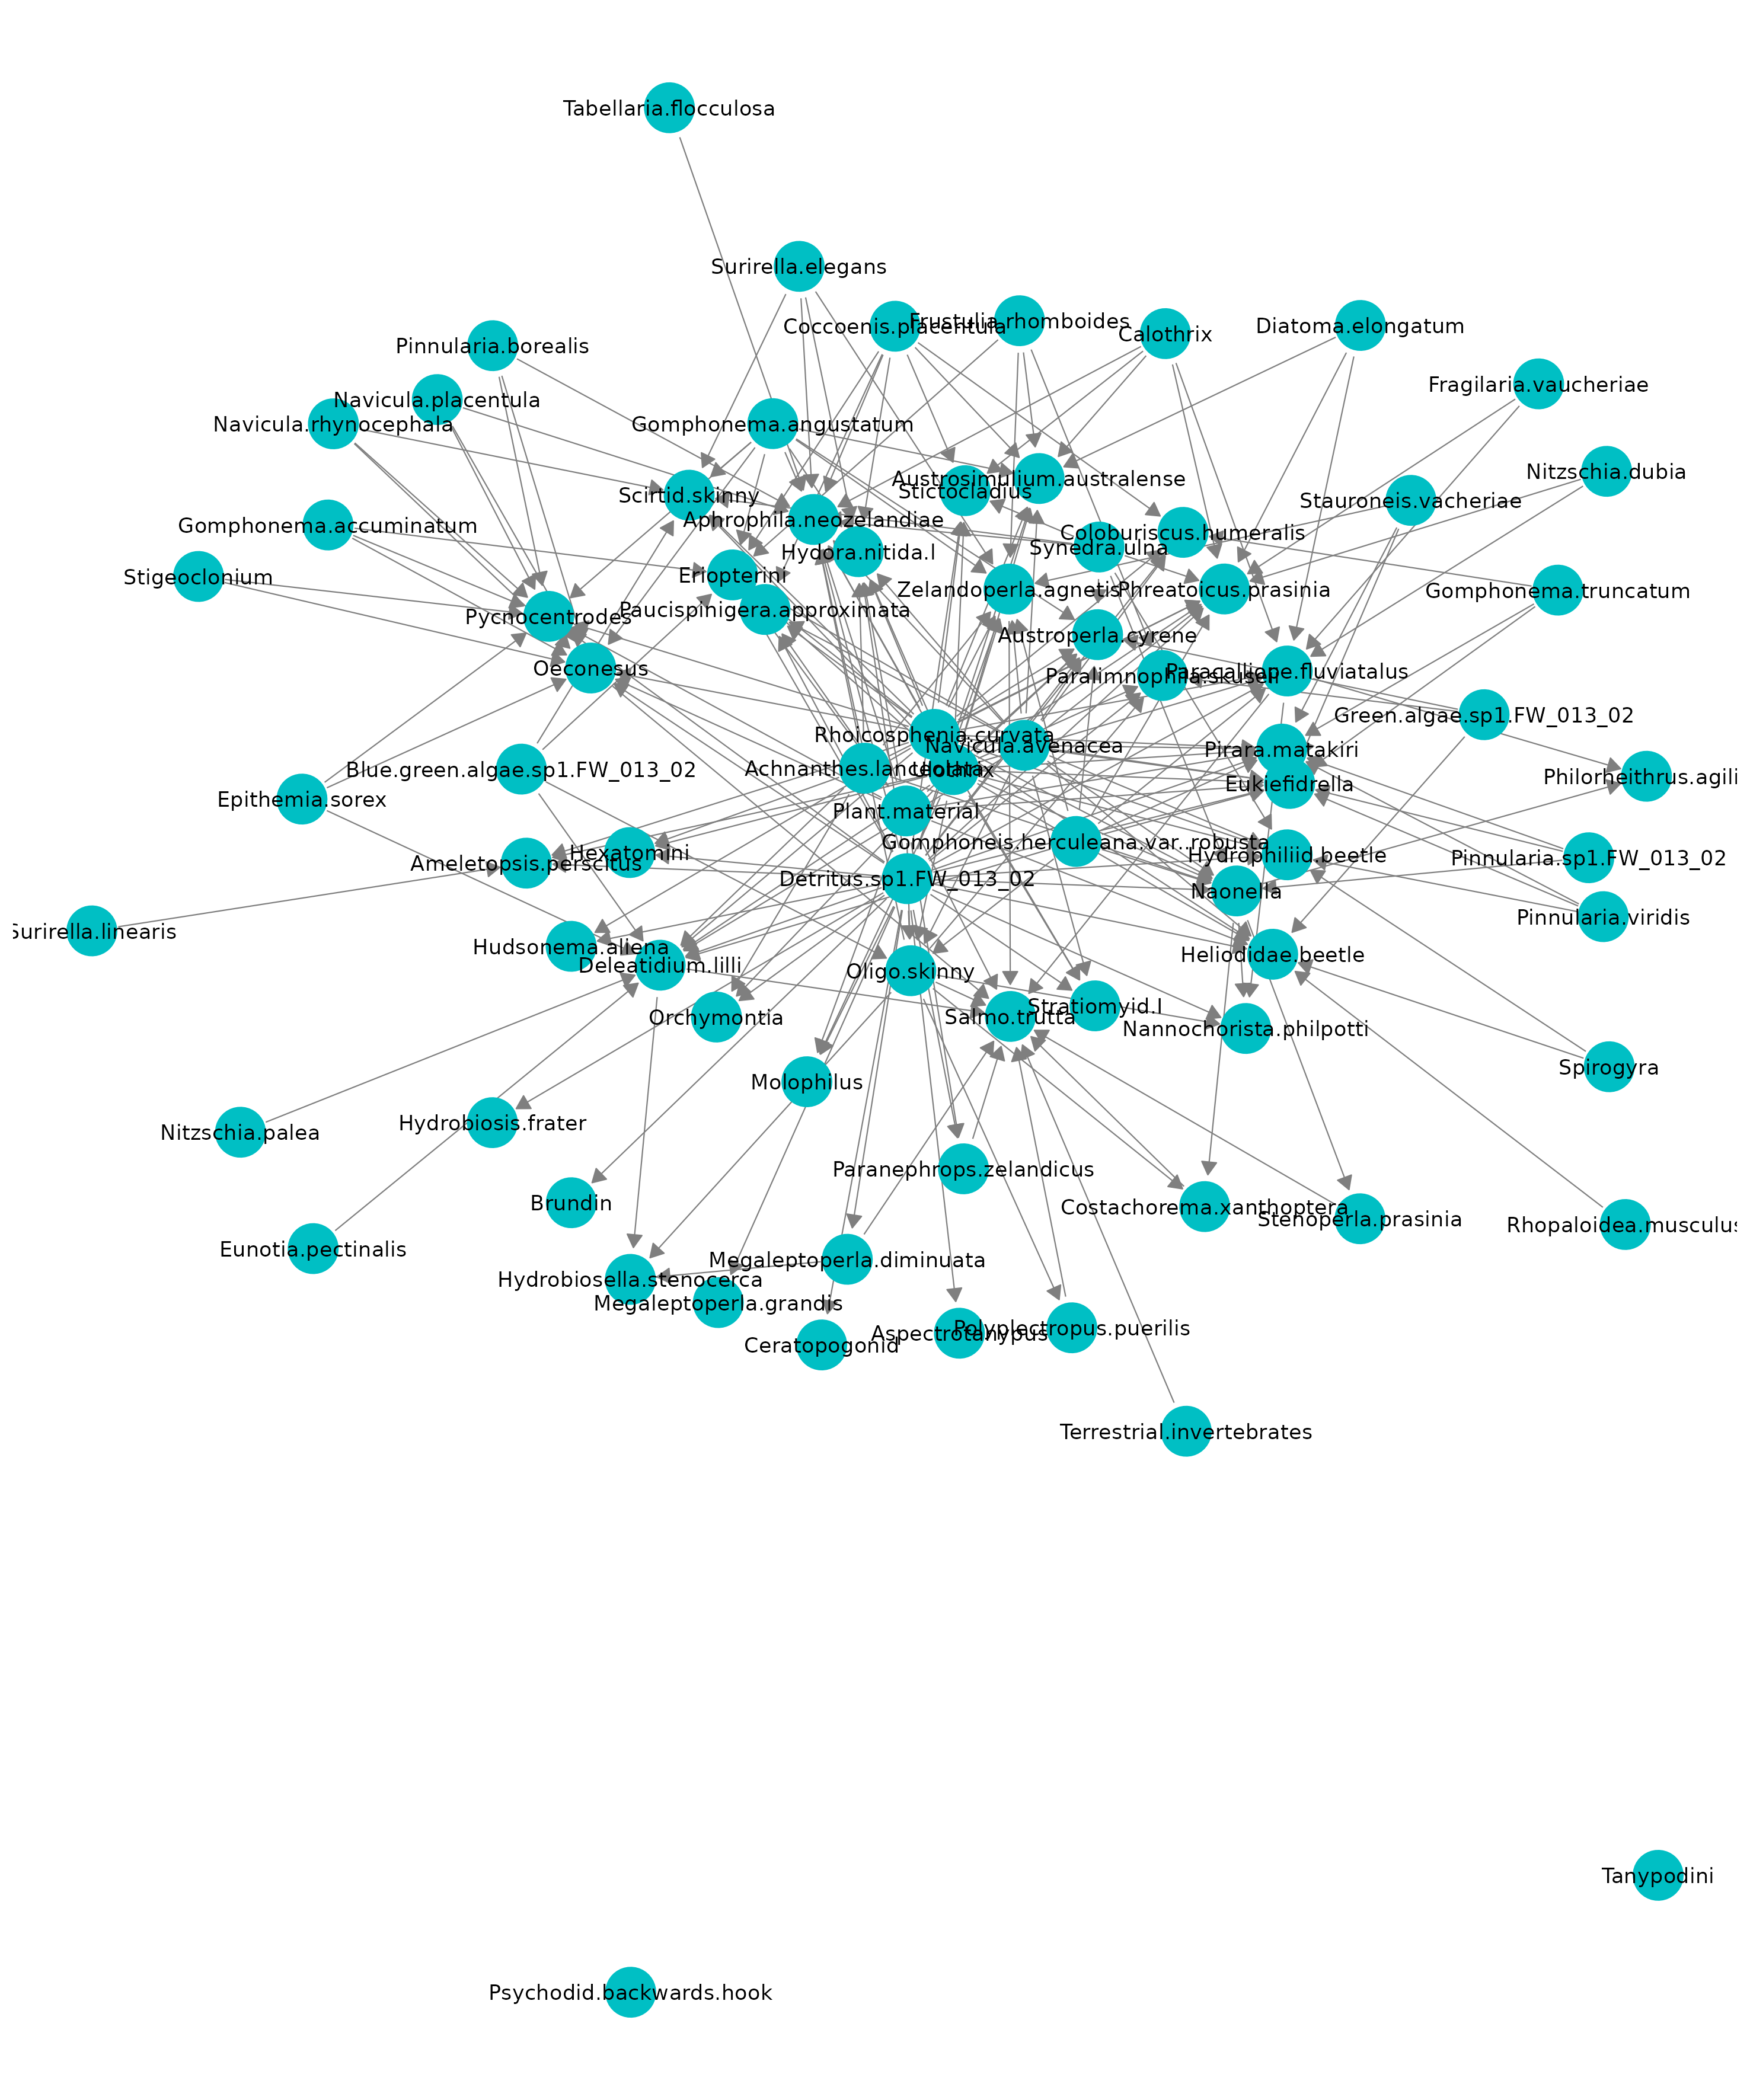 Tabellaria.flocculosa
Surirella.elegans
Coccoenis.placentula
Frustulia.rhomboides
Calothrix
Diatoma.elongatum
Pinnularia.borealis
Fragilaria.vaucheriae
Navicula.placentula
Navicula.rhynocephala
Gomphonema.angustatum
Nitzschia.dubia
Austrosimulium.australense
Stictocladius
Scirtid.skinny
Stauroneis.vacheriae
Aphrophila.neozelandiae
Gomphonema.accuminatum
Coloburiscus.humeralis
Synedra.ulna
Hydora.nitida.l
Stigeoclonium
Eriopterini
Zelandoperla.agnetis
Phreatoicus.prasinia
Gomphonema.truncatum
Paucispinigera.approximata
Pycnocentrodes
Austroperla.cyrene
Oeconesus
Paracalliope.fluviatalus
Paralimnophila.skusei
Green.algae.sp1.FW_013_02
Rhoicosphenia.curvata
Navicula.avenacea
Pirara.matakiri
Blue.green.algae.sp1.FW_013_02
Achnanthes.lanceolata
Ulothrix
Philorheithrus.agili
Eukiefidrella
Epithemia.sorex
Plant.material
Gomphoneis.herculeana.var..robusta
Hexatomini
Hydrophiliid.beetle
Pinnularia.sp1.FW_013_02
Ameletopsis.perscitus
Detritus.sp1.FW_013_02
Naonella
Pinnularia.viridis
Surirella.linearis
Hudsonema.aliena
Heliodidae.beetle
Deleatidium.lilli
Oligo.skinny
Stratiomyid.l
Orchymontia
Salmo.trutta
Nannochorista.philpotti
Spirogyra
Molophilus
Hydrobiosis.frater
Nitzschia.palea
Paranephrops.zelandicus
Brundin
Costachorema.xanthoptera
Stenoperla.prasinia
Rhopaloidea.musculus
Eunotia.pectinalis
Megaleptoperla.diminuata
Hydrobiosella.stenocerca
Megaleptoperla.grandis
Polyplectropus.puerilis
Aspectrotanypus
Ceratopogonid
Terrestrial.invertebrates
Tanypodini
Psychodid.backwards.hook